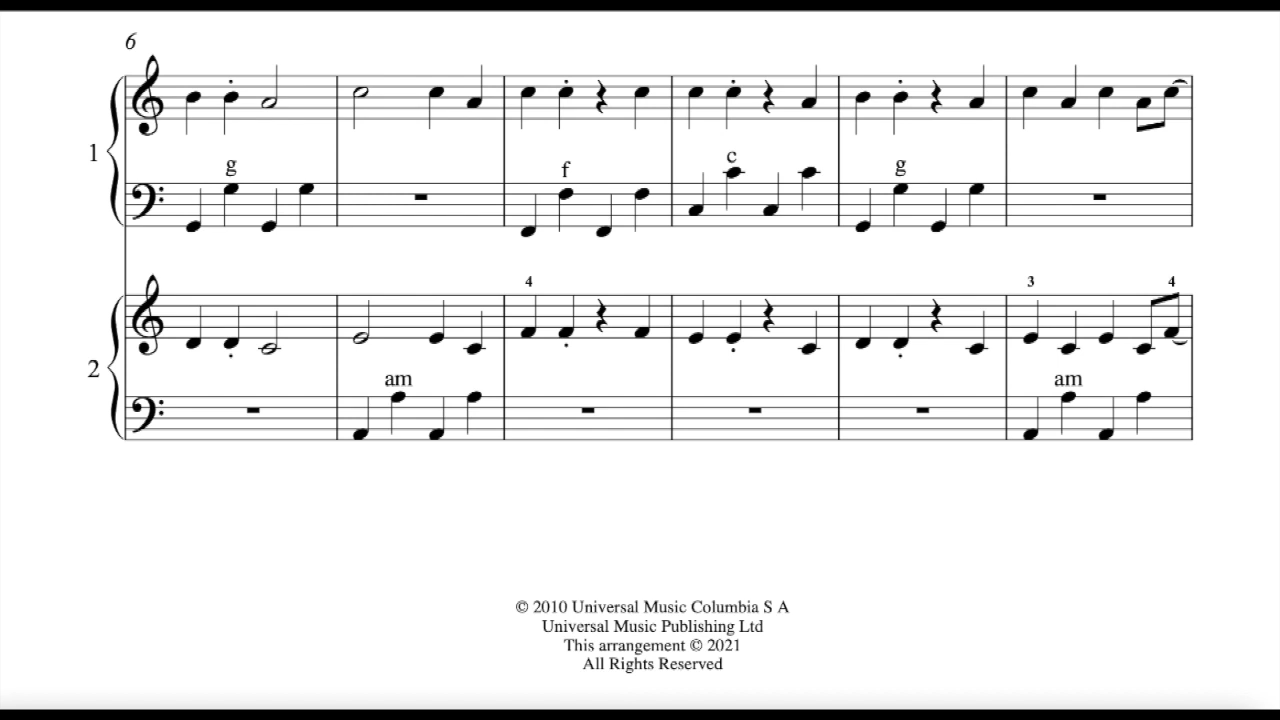 6
1
g
f
c
g
4
3
4
2
am
am
© 2010 Universal Music Columbia S A
Universal Music Publishing Ltd
This arrangement © 2021
All Rights Reserved